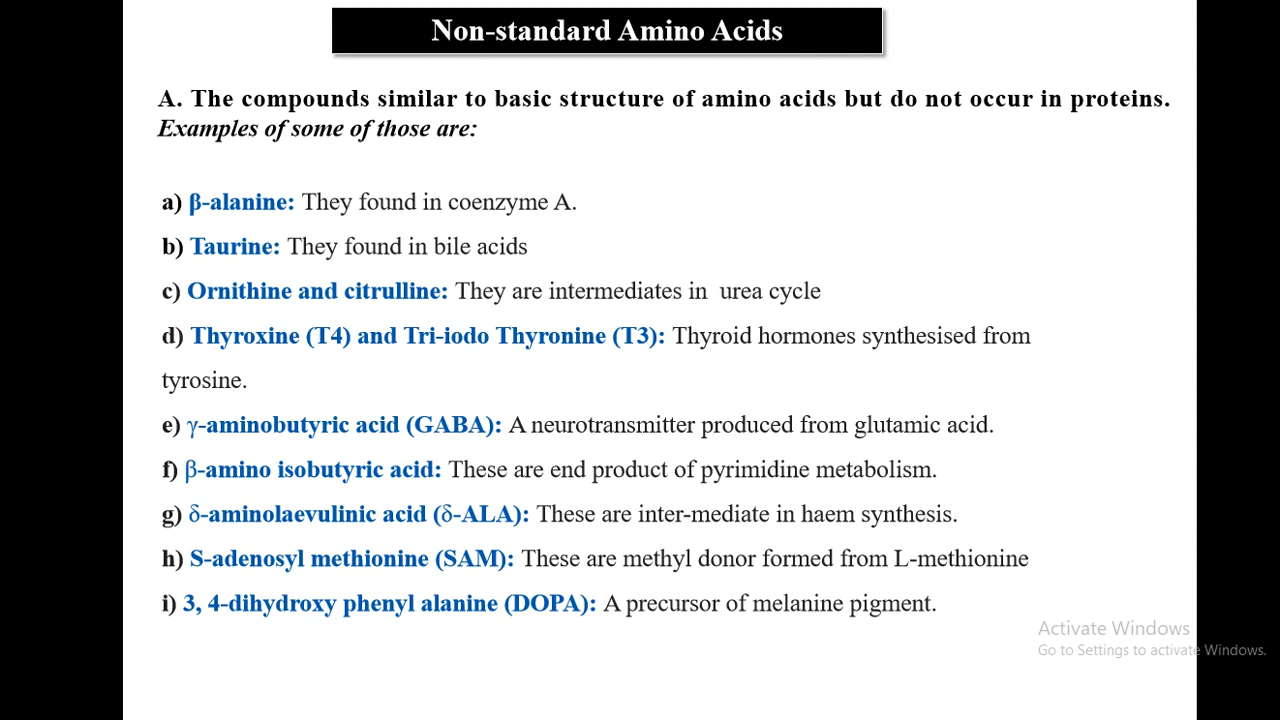 Non-standard Amino Acids
A. The compounds similar to basic structure of amino acids but do not occur in proteins.
Examples of some of those are:
a) β-alanine: They found in coenzyme A.
b) Taurine: They found in bile acids
c) Ornithine and citrulline: They are intermediates in  urea cycle
d) Thyroxine (T4) and Tri-iodo Thyronine (T3): Thyroid hormones synthesised from
tyrosine.
e) γ-aminobutyric acid (GABA): A neurotransmitter produced from glutamic acid.
f) β-amino isobutyric acid: These are end product of pyrimidine metabolism.
g) δ-aminolaevulinic acid (δ-ALA): These are inter-mediate in haem synthesis.
h) S-adenosyl methionine (SAM): These are methyl donor formed from L-methionine
i) 3, 4-dihydroxy phenyl alanine (DOPA): A precursor of melanine pigment.
Activate Windows
Go to Settings to activate Windows.